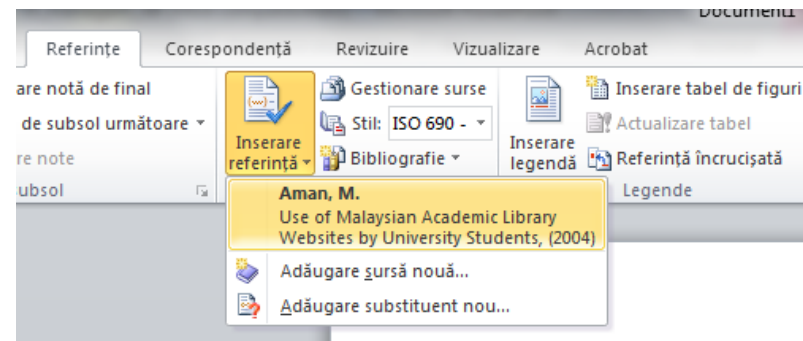 Document1
Referințe Corespondență Revizuire Vizualizare Acrobat
are notă de final
de subsol următoare
re note
ubsol
Inserare
referință
Gestionare surse
Stil: ISO 690 -
Bibliografie
Inserare
legendă
Inserare tabel de figuri
Actualizare tabel
Referință încrucișată
Legende
Aman, M.
Use of Malaysian Academic Library
Websites by University Students, (2004)
Adăugare sursă nouă...
Adăugare substituent nou...